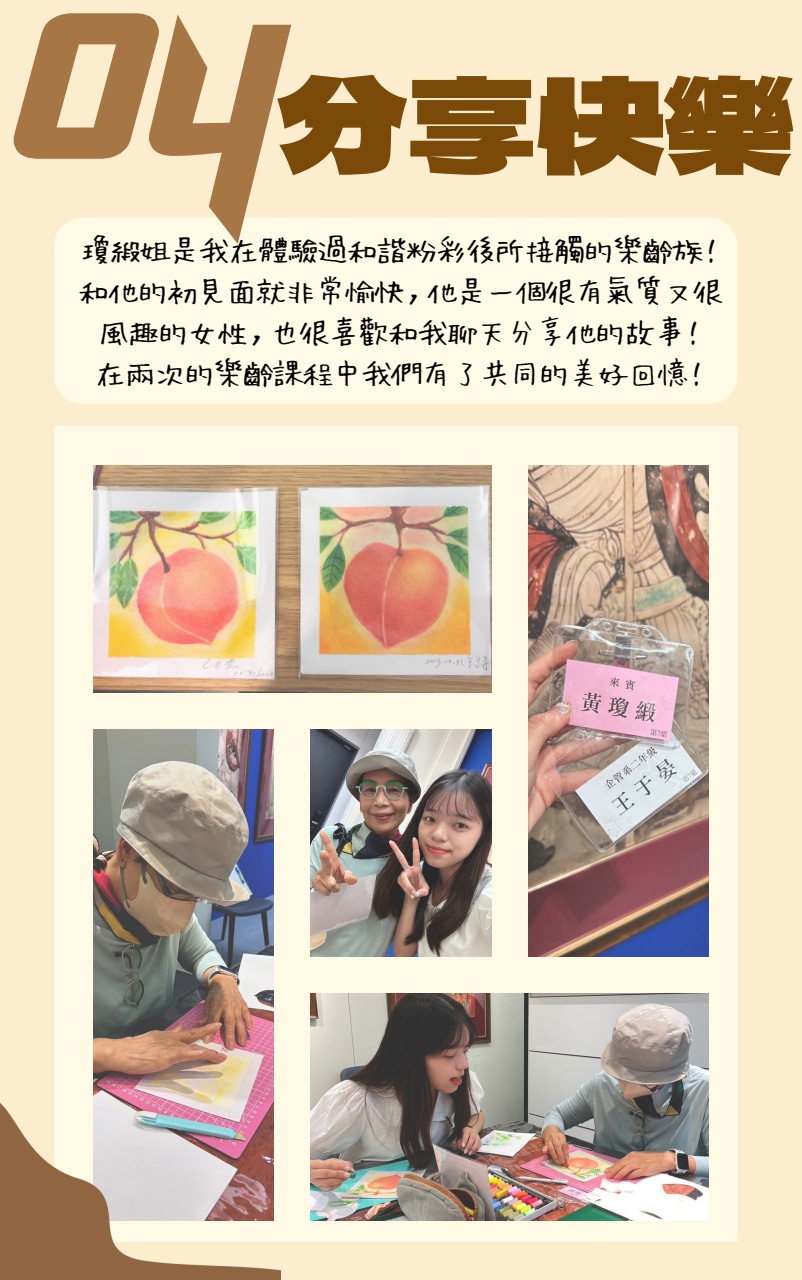 04 分享快樂
瓊緞姐是我在體驗過和諧粉彩後所接觸的樂齡族！
和他的初見面就非常愉快，他是一個很有氣質又很
風趣的女性，也很喜歡和我聊天分享他的故事！
在兩次的樂齡課程中我們有了共同的美好回憶！
來賓
黃瓊緞
第7組
企管系二年級
王于晏
第7組